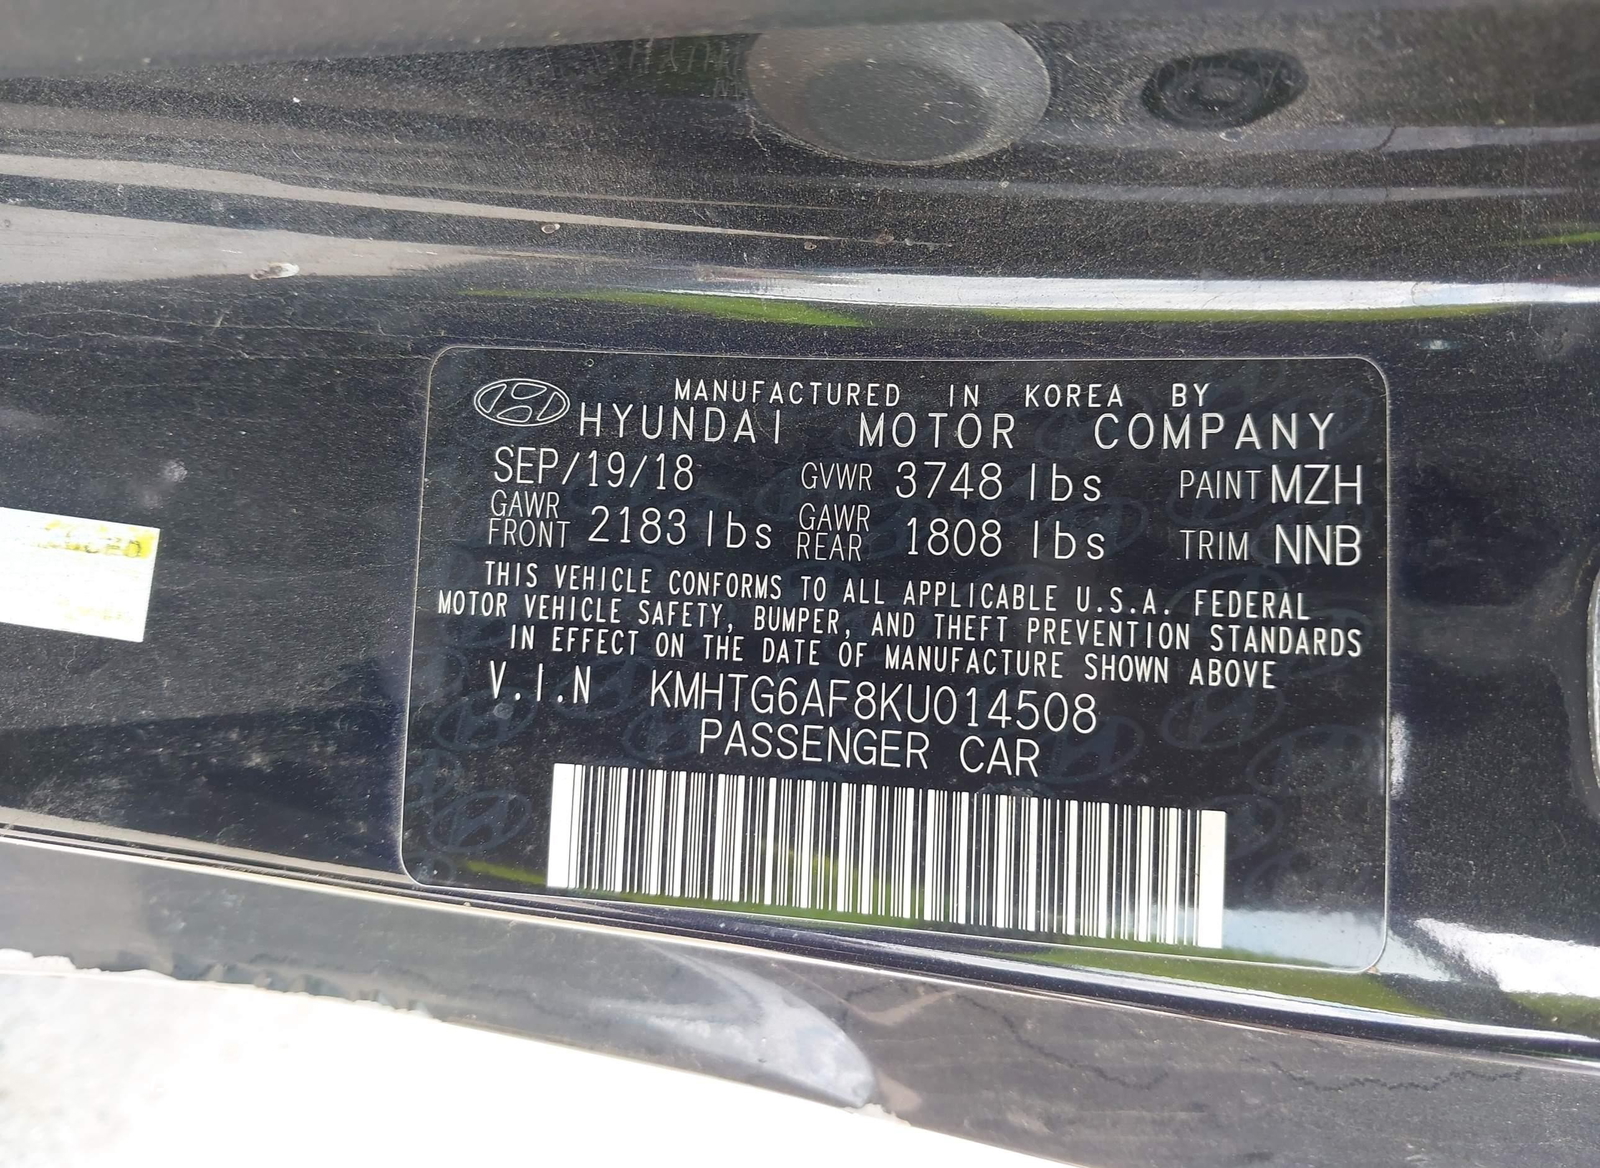 MANUFACTURED IN KOREA BY
HYUNDAI MOTOR COMPANY
SEP/19/18 GVWR 3748 lbs PAINT MZH
GAWR FRONT 2183 lbs GAWR REAR 1808 lbs TRIM NNB
THIS VEHICLE CONFORMS TO ALL APPLICABLE U.S.A. FEDERAL
MOTOR VEHICLE SAFETY, BUMPER, AND THEFT PREVENTION STANDARDS
IN EFFECT ON THE DATE OF MANUFACTURE SHOWN ABOVE
V.I.N KMHTG6AF8KU014508
PASSENGER CAR